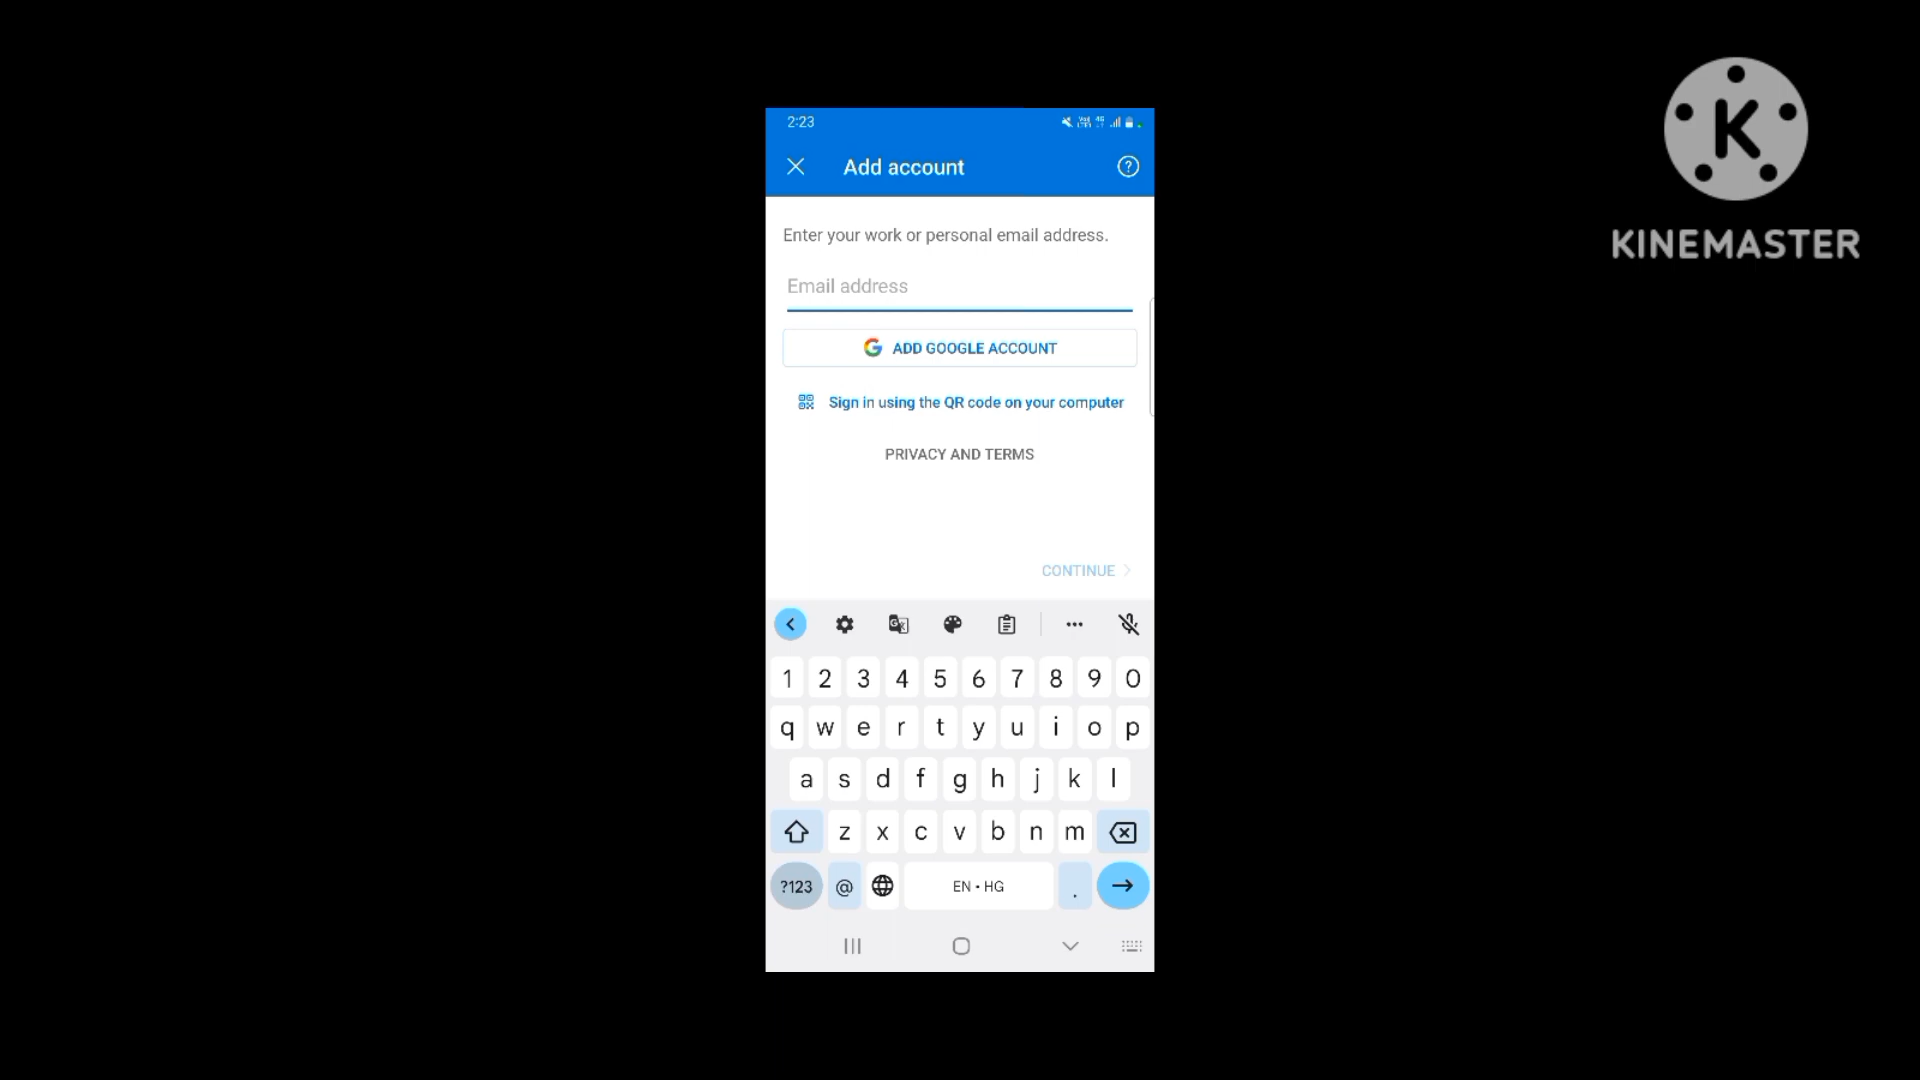 2:23
KINEMASTER
Add account
Enter your work or personal email address.
Email address
ADD GOOGLE ACCOUNT
Sign in using the QR code on your computer
PRIVACY AND TERMS
CONTINUE
1 2 3 4 5 6 7 8 9 0
q w e r t y u i o p
a s d f g h j k l
z x c v b n m
?123 @ EN • HG .